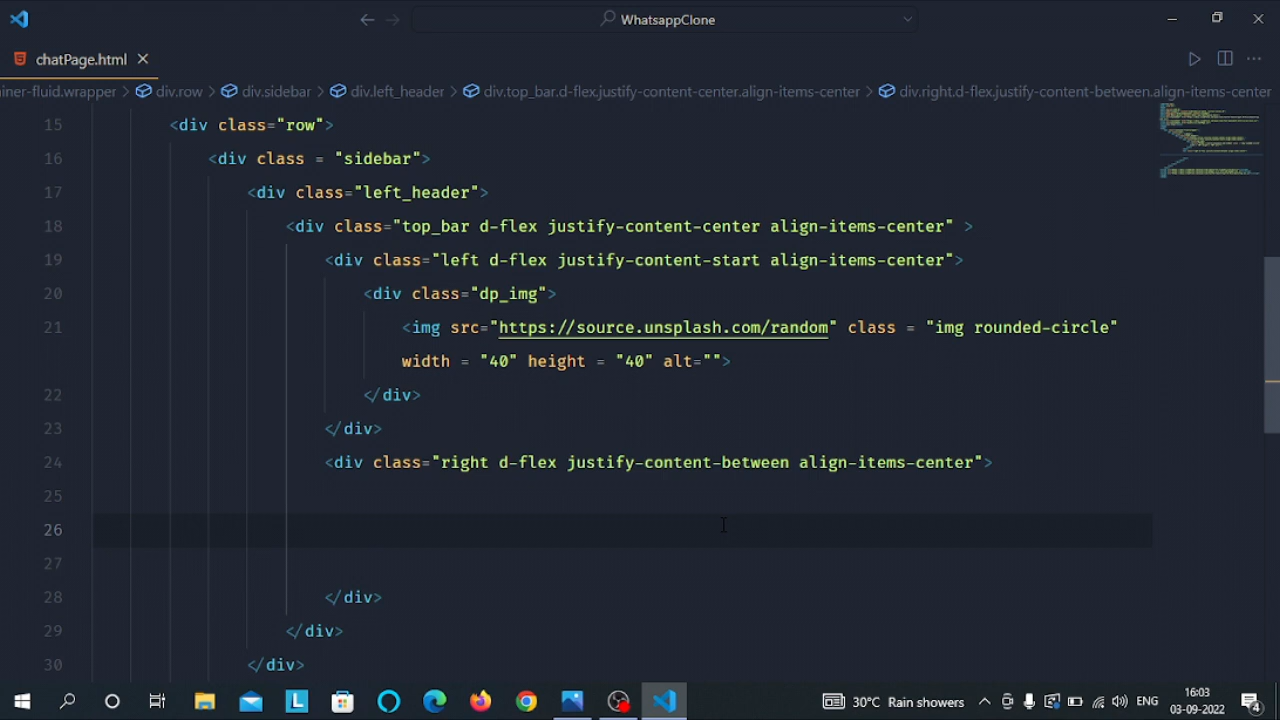 WhatsappClone
chatPage.html
iner-fluid.wrapper > div.row > div.sidebar > div.left_header > div.top_bar.d-flex.justify-content-center.align-items-center > div.right.d-flex.justify-content-between.align-items-center
15 <div class="row">
16 <div class = "sidebar">
17 <div class="left_header">
18 <div class="top_bar d-flex justify-content-center align-items-center" >
19 <div class="left d-flex justify-content-start align-items-center">
20 <div class="dp_img">
21 <img src="https://source.unsplash.com/random" class = "img rounded-circle"
width = "40" height = "40" alt="">
22 </div>
23 </div>
24 <div class="right d-flex justify-content-between align-items-center">
25
26
27
28 </div>
29 </div>
30 </div>
L
30°C Rain showers
ENG
16:03
03-09-2022
4